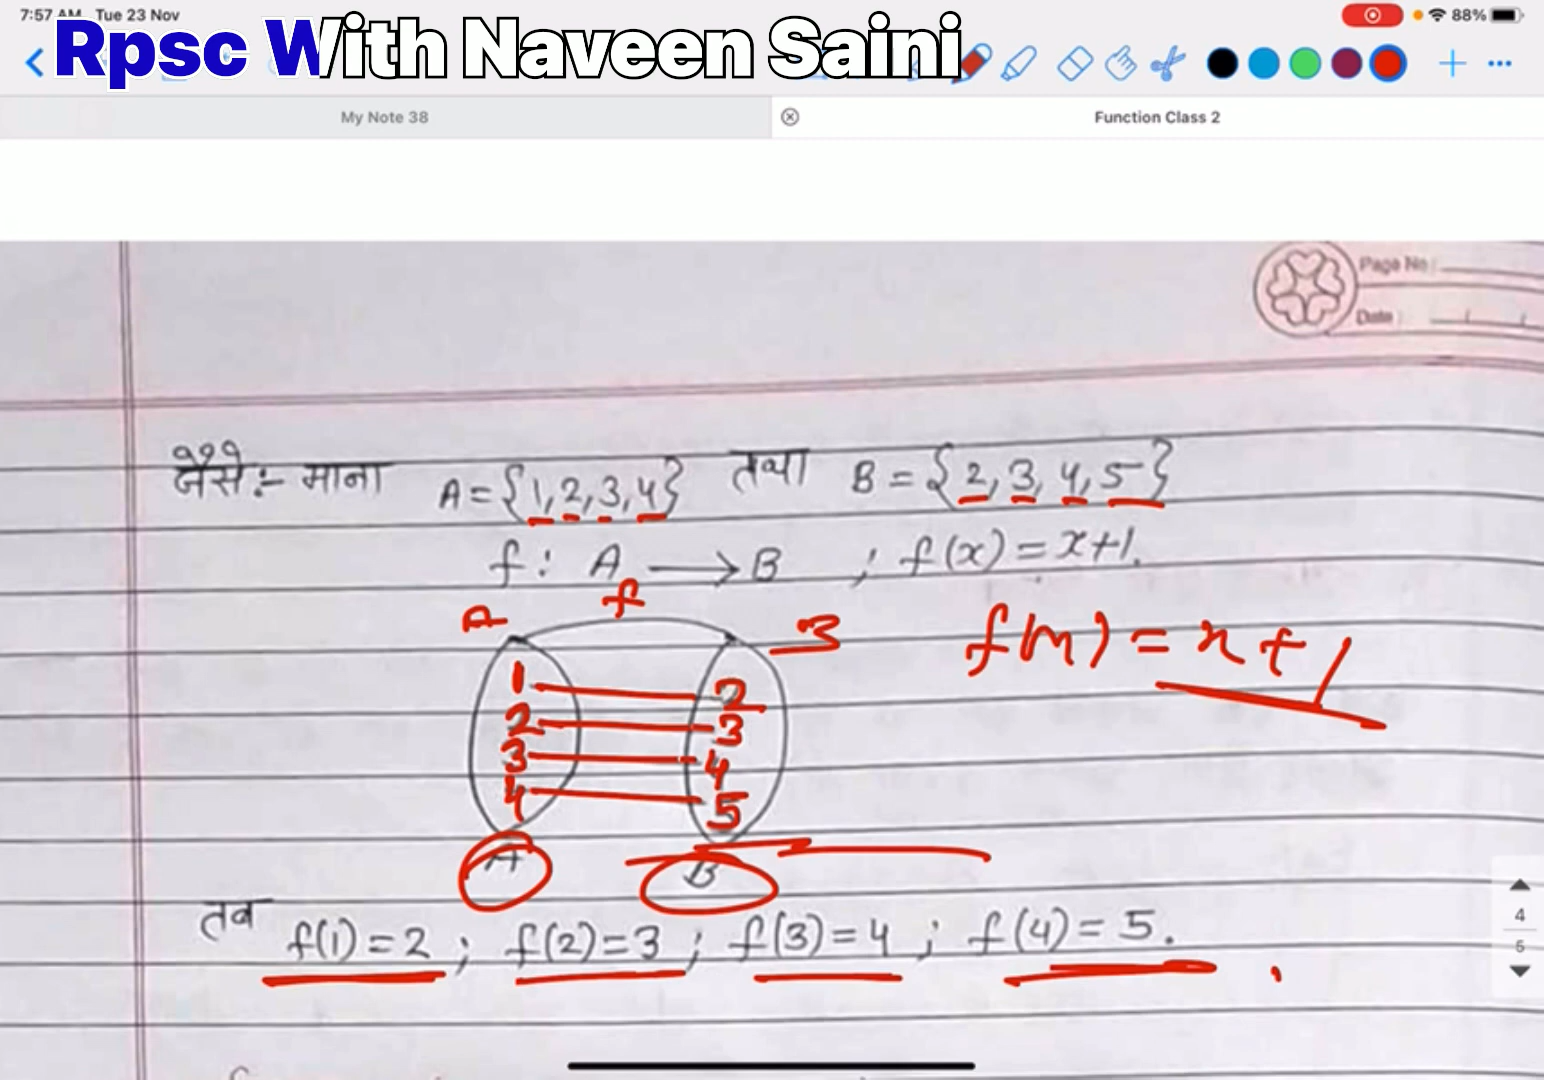 7:57 AM Tue 23 Nov
88%
Rpsc With Naveen Saini
My Note 38
Function Class 2
Page No:
Date:
जैसे:- माना A={1,2,3,4} तथा B={2,3,4,5}
f: A → B ; f(x)=x+1.
A f
1 2
2 3
3 4
4 5
f(x)=x+1
A B
तब f(1)=2; f(2)=3; f(3)=4; f(4)=5.
4
6